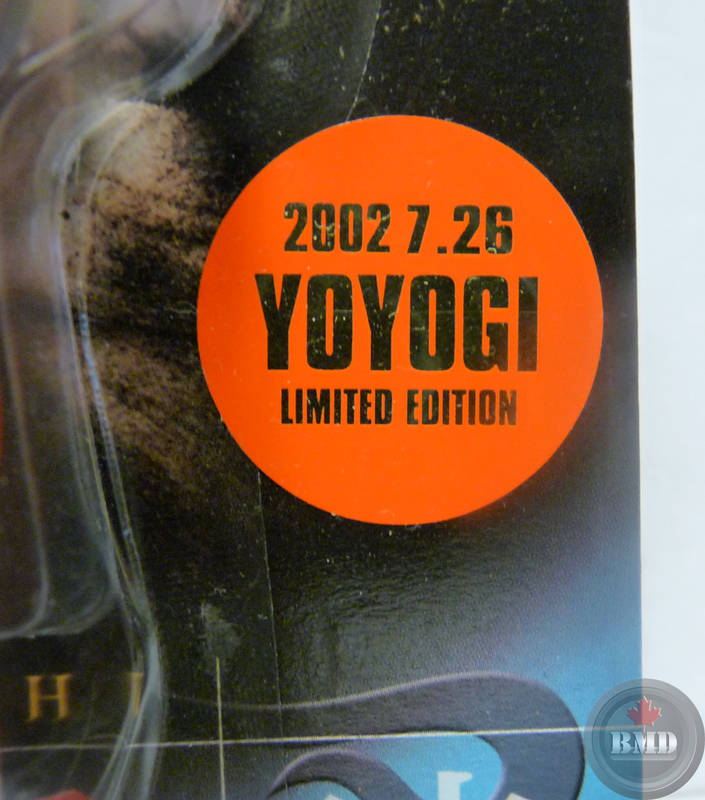 2002 7.26
YOYOGI
LIMITED EDITION
H I
BMD